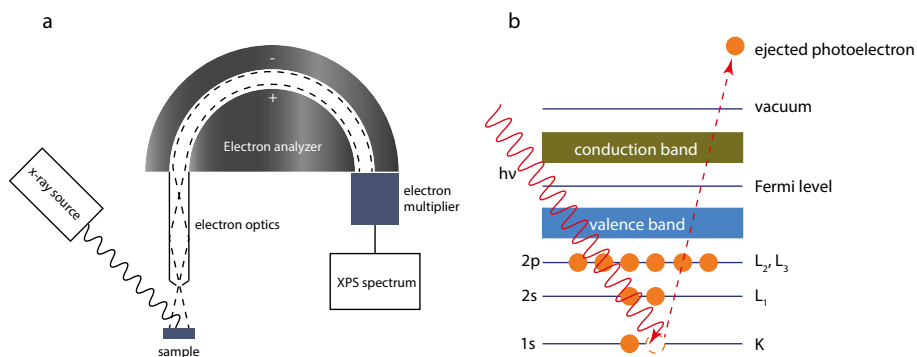 a
-
+
Electron analyzer
x-ray source
electron optics
electron
multiplier
XPS spectrum
sample
b
ejected photoelectron
vacuum
conduction band
hν
Fermi level
valence band
2p
L₂, L₃
2s
L₁
1s
K